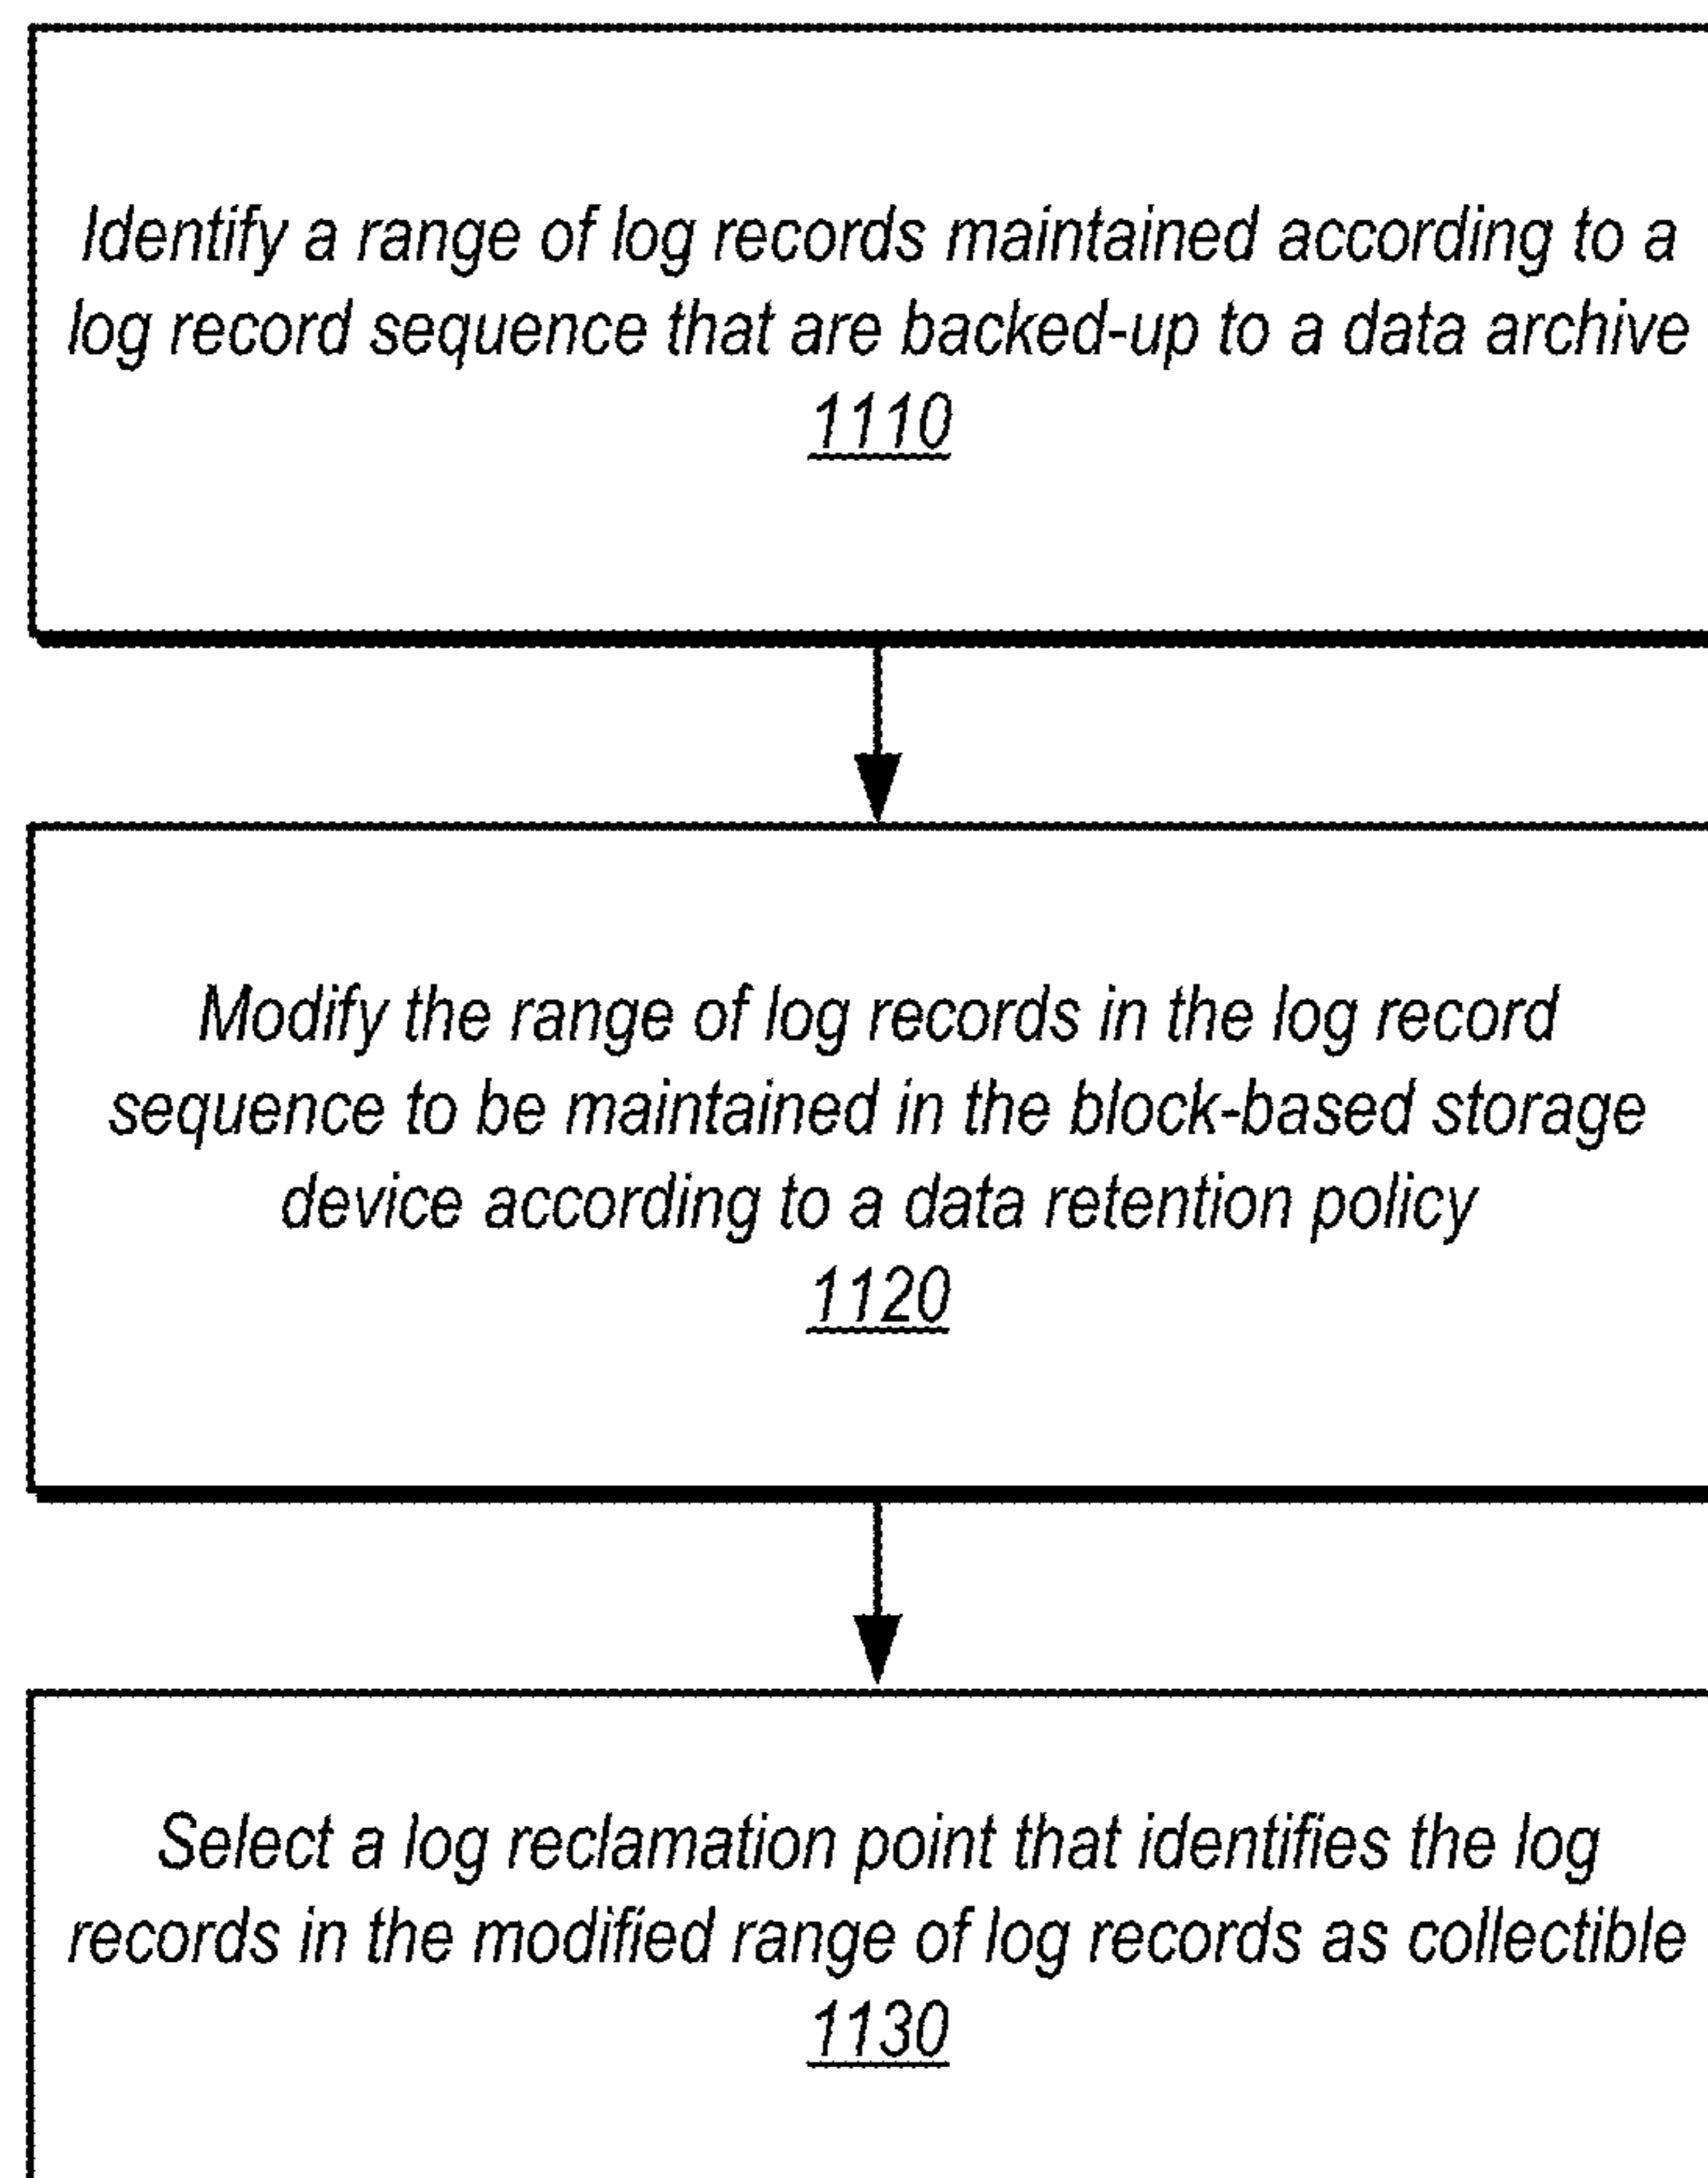 Identify a range of log records maintained according to a
log record sequence that are backed-up to a data archive
1110
Modify the range of log records in the log record
sequence to be maintained in the block-based storage
device according to a data retention policy
1120
Select a log reclamation point that identifies the log
records in the modified range of log records as collectible
1130